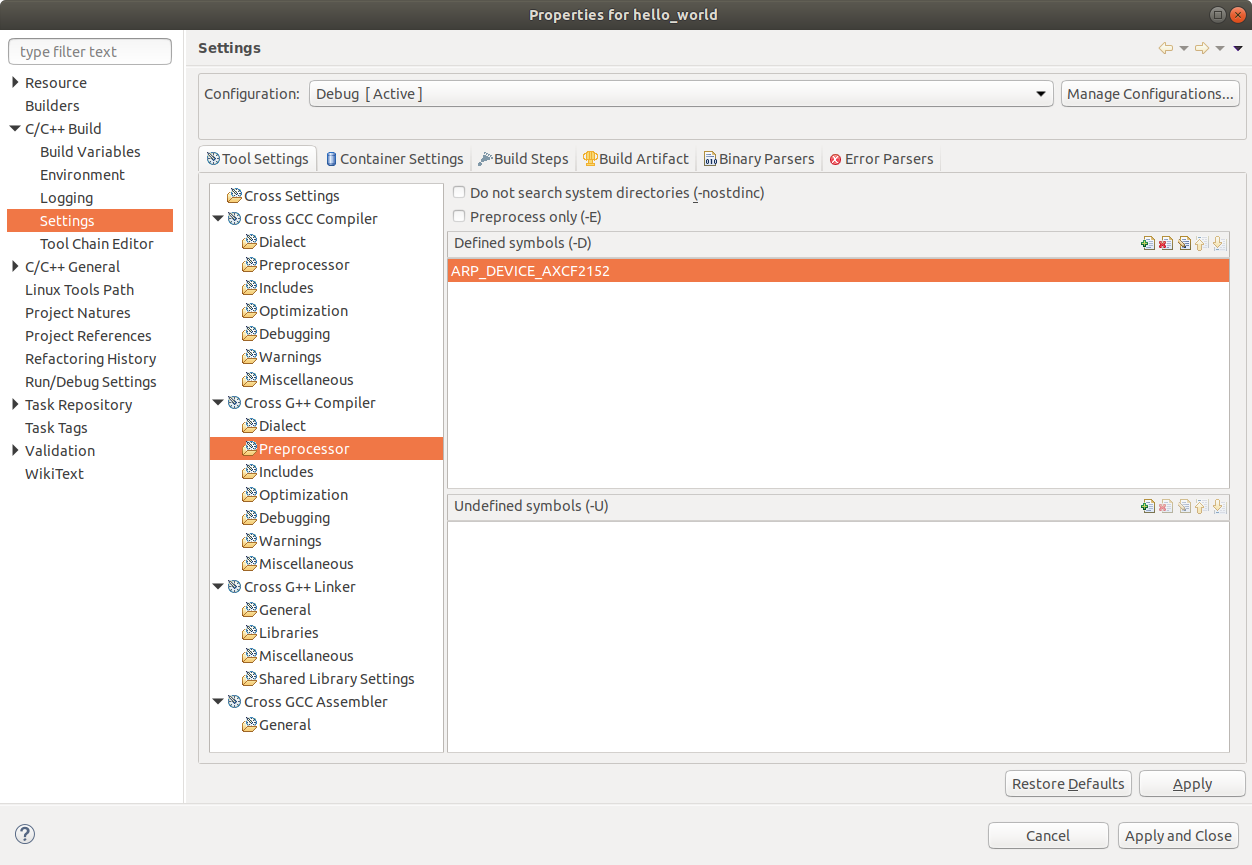 Properties for hello_world
type filter text
Resource
Builders
C/C++ Build
Build Variables
Environment
Logging
Settings
Tool Chain Editor
C/C++ General
Linux Tools Path
Project Natures
Project References
Refactoring History
Run/Debug Settings
Task Repository
Task Tags
Validation
WikiText
Settings
Configuration: Debug [ Active ] Manage Configurations...
Tool Settings Container Settings Build Steps Build Artifact Binary Parsers Error Parsers
Cross Settings
Cross GCC Compiler
Dialect
Preprocessor
Includes
Optimization
Debugging
Warnings
Miscellaneous
Cross G++ Compiler
Dialect
Preprocessor
Includes
Optimization
Debugging
Warnings
Miscellaneous
Cross G++ Linker
General
Libraries
Miscellaneous
Shared Library Settings
Cross GCC Assembler
General
Do not search system directories (-nostdinc)
Preprocess only (-E)
Defined symbols (-D)
ARP_DEVICE_AXCF2152
Undefined symbols (-U)
Restore Defaults Apply
? Cancel Apply and Close